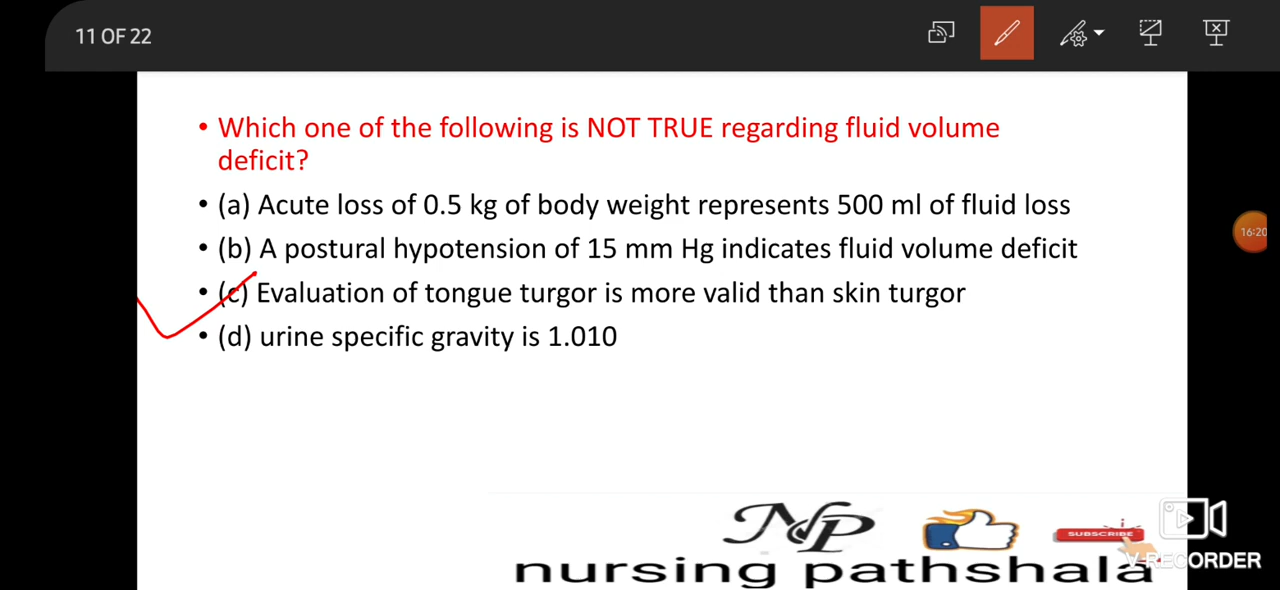 11 OF 22
• Which one of the following is NOT TRUE regarding fluid volume
deficit?
• (a) Acute loss of 0.5 kg of body weight represents 500 ml of fluid loss
• (b) A postural hypotension of 15 mm Hg indicates fluid volume deficit
• (c) Evaluation of tongue turgor is more valid than skin turgor
• (d) urine specific gravity is 1.010
16:20
NP
SUBSCRIBE
nursing pathshala
V RECORDER